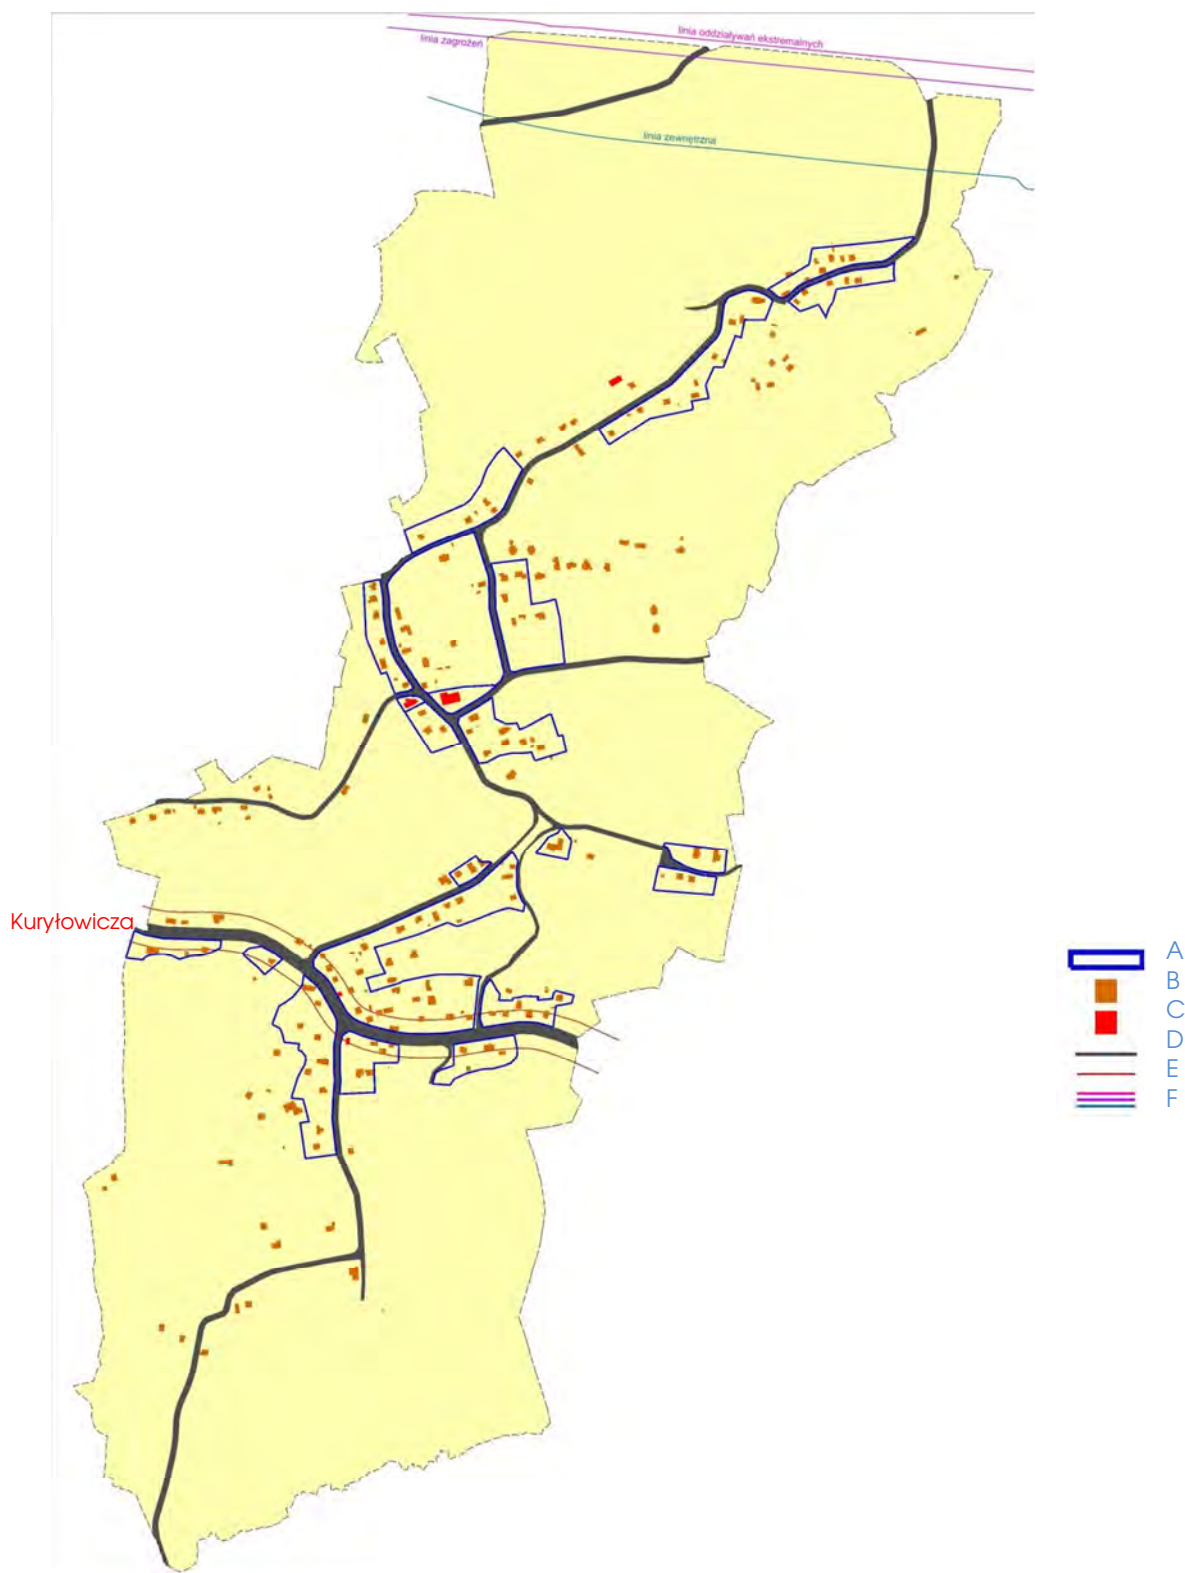 linia oddziaływań ekstremalnych
linia zagrożeń
linia zewnętrzna
Kuryłowicza
A
B
C
D
E
F